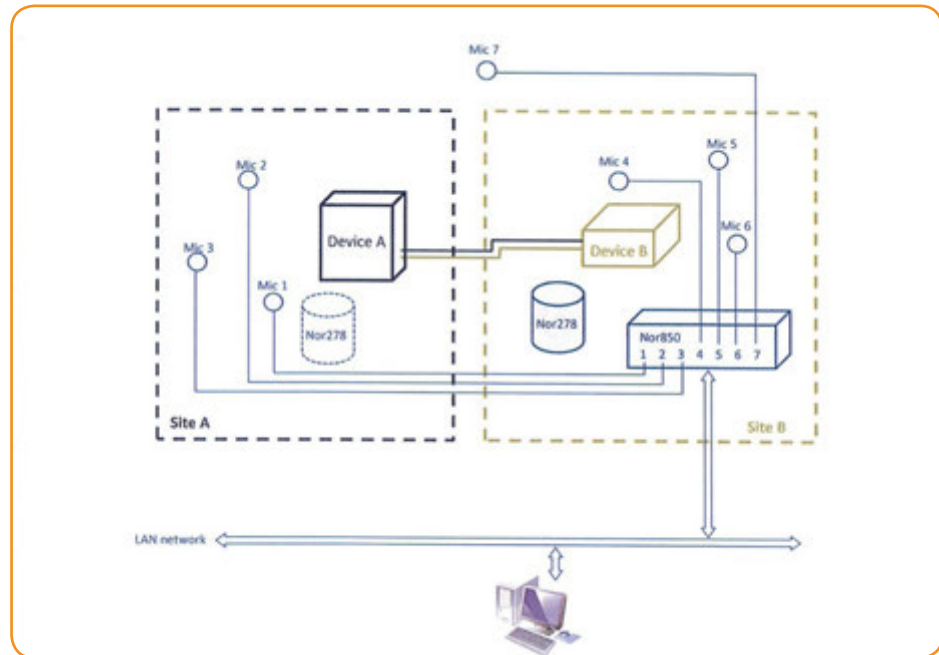 Mic 7
Mic 5
Mic 2
Mic 4
Mic 6
Mic 3
Device A
Device B
Mic 1
Nor278
Nor278
Nor850
1 2 3 4 5 6 7
Site A
Site B
LAN network